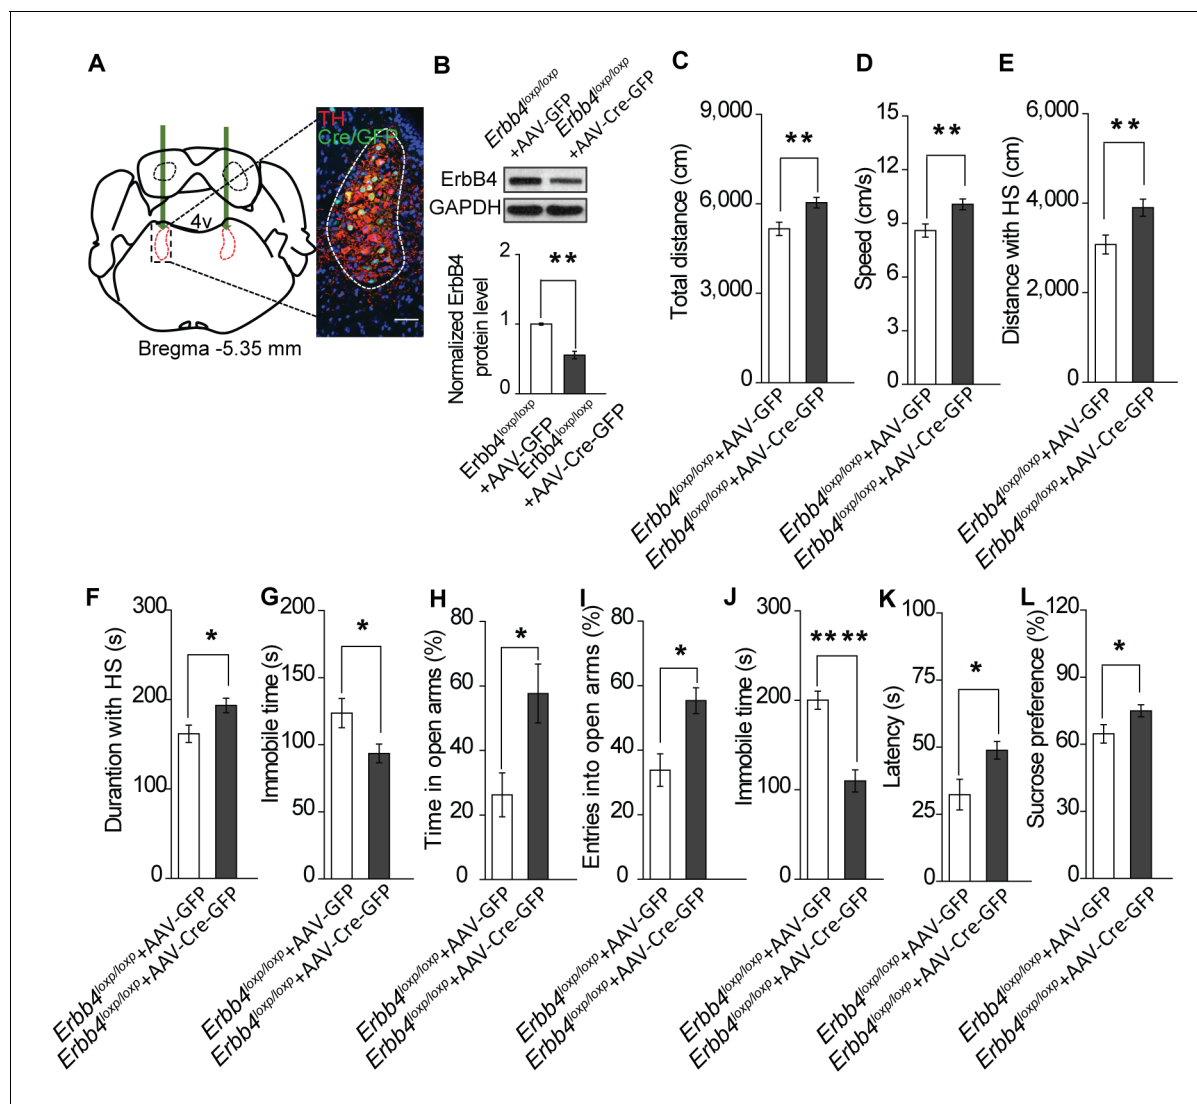 A
TH
Cre/GFP
4v
Bregma -5.35 mm
B
Erbb4loxp/loxp
+AAV-GFP
Erbb4loxp/loxp
+AAV-Cre-GFP
ErbB4
GAPDH
Normalized ErbB4
protein level
2
1
0
**
Erbb4loxp/loxp
+AAV-GFP
Erbb4loxp/loxp
+AAV-Cre-GFP
C
Total distance (cm)
9,000
6,000
3,000
0
**
Erbb4loxp/loxp+AAV-GFP
Erbb4loxp/loxp+AAV-Cre-GFP
D
Speed (cm/s)
15
12
9
6
3
0
**
Erbb4loxp/loxp+AAV-GFP
Erbb4loxp/loxp+AAV-Cre-GFP
E
Distance with HS (cm)
6,000
4,000
2,000
0
**
Erbb4loxp/loxp+AAV-GFP
Erbb4loxp/loxp+AAV-Cre-GFP
F
Durantion with HS (s)
300
200
100
0
*
Erbb4loxp/loxp+AAV-GFP
Erbb4loxp/loxp+AAV-Cre-GFP
G
Immobile time (s)
200
150
100
50
0
*
Erbb4loxp/loxp+AAV-GFP
Erbb4loxp/loxp+AAV-Cre-GFP
H
Time in open arms (%)
80
60
40
20
0
*
Erbb4loxp/loxp+AAV-GFP
Erbb4loxp/loxp+AAV-Cre-GFP
I
Entries into open arms (%)
80
60
40
20
0
*
Erbb4loxp/loxp+AAV-GFP
Erbb4loxp/loxp+AAV-Cre-GFP
J
Immobile time (s)
300
200
100
0
****
Erbb4loxp/loxp+AAV-GFP
Erbb4loxp/loxp+AAV-Cre-GFP
K
Latency (s)
100
75
50
25
0
*
Erbb4loxp/loxp+AAV-GFP
Erbb4loxp/loxp+AAV-Cre-GFP
L
Sucrose preference (%)
120
90
60
30
0
*
Erbb4loxp/loxp+AAV-GFP
Erbb4loxp/loxp+AAV-Cre-GFP